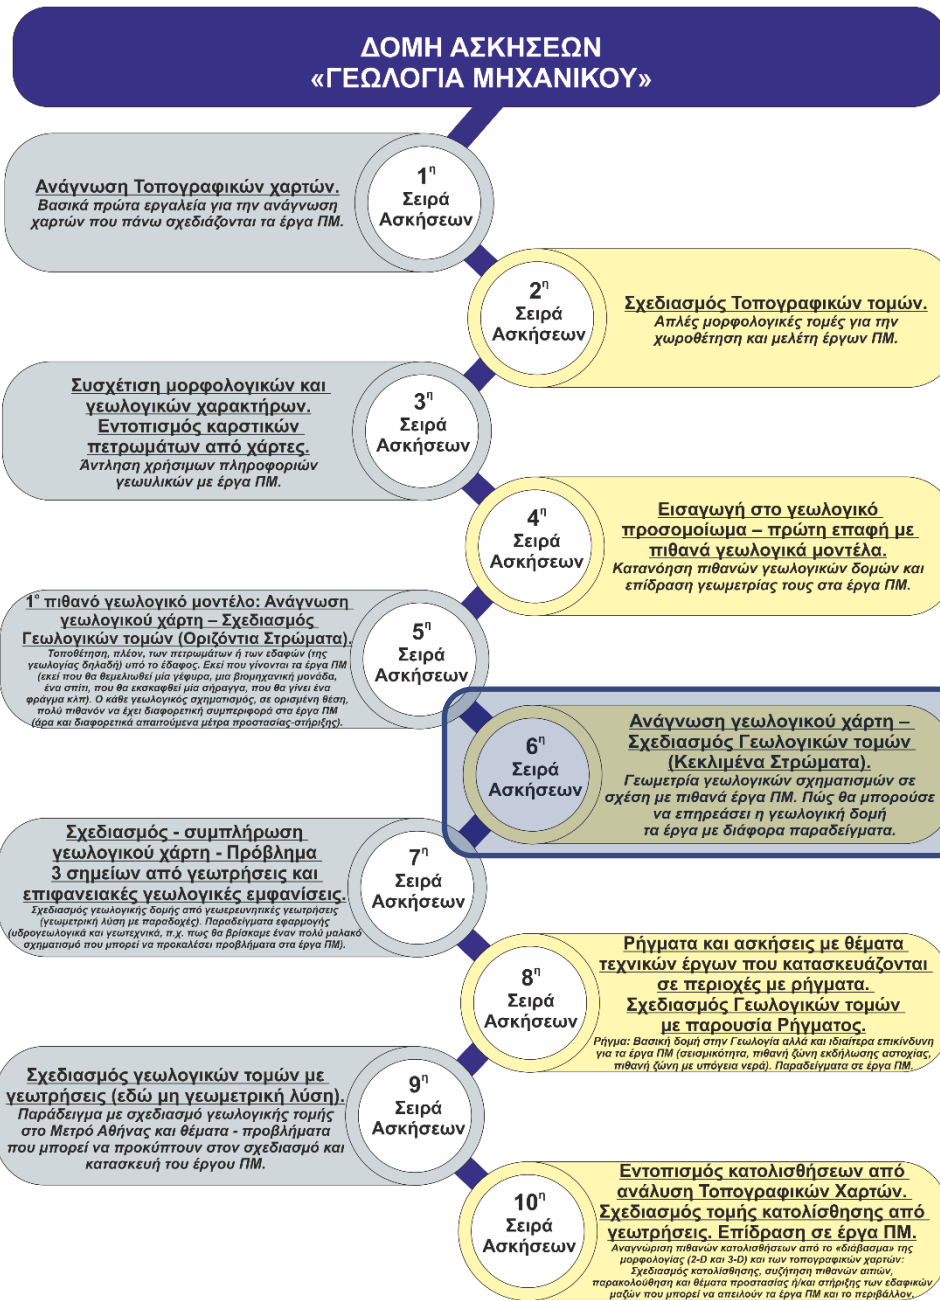 ΔΟΜΗ ΑΣΚΗΣΕΩΝ
«ΓΕΩΛΟΓΙΑ ΜΗΧΑΝΙΚΟΥ»
1η
Σειρά
Ασκήσεων
Ανάγνωση Τοπογραφικών χαρτών.
Βασικά πρώτα εργαλεία για την ανάγνωση
χαρτών που πάνω σχεδιάζονται τα έργα ΠΜ.
2η
Σειρά
Ασκήσεων
Σχεδιασμός Τοπογραφικών τομών.
Απλές μορφολογικές τομές για την
χωροθέτηση και μελέτη έργων ΠΜ.
3η
Σειρά
Ασκήσεων
Συσχέτιση μορφολογικών και
γεωλογικών χαρακτήρων.
Εντοπισμός καρστικών
πετρωμάτων από χάρτες.
Άντληση χρήσιμων πληροφοριών
γεωυλικών με έργα ΠΜ.
4η
Σειρά
Ασκήσεων
Εισαγωγή στο γεωλογικό
προσομοίωμα – πρώτη επαφή με
πιθανά γεωλογικά μοντέλα.
Κατανόηση πιθανών γεωλογικών δομών και
επίδραση γεωμετρίας τους στα έργα ΠΜ.
5η
Σειρά
Ασκήσεων
1° πιθανό γεωλογικό μοντέλο: Ανάγνωση
γεωλογικού χάρτη – Σχεδιασμός
Γεωλογικών τομών (Οριζόντια Στρώματα).
Τοποθέτηση, πλέον, των πετρωμάτων ή των εδαφών (της
γεωλογίας δηλαδή) υπό το έδαφος. Εκεί που γίνονται τα έργα ΠΜ
(εκεί που θα θεμελιωθεί μία γέφυρα, μια βιομηχανική μονάδα,
ένα σπίτι, που θα εκσκαφθεί μία σήραγγα, που θα γίνει ένα
φράγμα κλπ). Ο κάθε γεωλογικός σχηματισμός, σε ορισμένη θέση,
πολύ πιθανόν να έχει διαφορετική συμπεριφορά στα έργα ΠΜ
(άρα και διαφορετικά απαιτούμενα μέτρα προστασίας-στήριξης).
6η
Σειρά
Ασκήσεων
Ανάγνωση γεωλογικού χάρτη –
Σχεδιασμός Γεωλογικών τομών
(Κεκλιμένα Στρώματα).
Γεωμετρία γεωλογικών σχηματισμών σε
σχέση με πιθανά έργα ΠΜ. Πώς θα μπορούσε
να επηρεάσει η γεωλογική δομή
τα έργα με διάφορα παραδείγματα.
7η
Σειρά
Ασκήσεων
Σχεδιασμός - συμπλήρωση
γεωλογικού χάρτη - Πρόβλημα
3 σημείων από γεωτρήσεις και
επιφανειακές γεωλογικές εμφανίσεις.
Σχεδιασμός γεωλογικής δομής από γεωερευνητικές γεωτρήσεις
(γεωμετρική λύση με παραδοχές). Παραδείγματα εφαρμογής
(υδρογεωλογικά και γεωτεχνικά, π.χ. πως θα βρίσκαμε έναν πολύ μαλακό
σχηματισμό που μπορεί να προκαλέσει προβλήματα στα έργα ΠΜ).
8η
Σειρά
Ασκήσεων
Ρήγματα και ασκήσεις με θέματα
τεχνικών έργων που κατασκευάζονται
σε περιοχές με ρήγματα.
Σχεδιασμός Γεωλογικών τομών
με παρουσία Ρήγματος.
Ρήγμα: Βασική δομή στην Γεωλογία αλλά και ιδιαίτερα επικίνδυνη
για τα έργα ΠΜ (σεισμικότητα, πιθανή ζώνη εκδήλωσης αστοχίας,
πιθανή ζώνη με υπόγεια νερά). Παραδείγματα σε έργα ΠΜ.
9η
Σειρά
Ασκήσεων
Σχεδιασμός γεωλογικών τομών με
γεωτρήσεις (εδώ μη γεωμετρική λύση).
Παράδειγμα με σχεδιασμό γεωλογικής τομής
στο Μετρό Αθήνας και θέματα - προβλήματα
που μπορεί να προκύπτουν στον σχεδιασμό και
κατασκευή του έργου ΠΜ.
10η
Σειρά
Ασκήσεων
Εντοπισμός κατολισθήσεων από
ανάλυση Τοπογραφικών Χαρτών.
Σχεδιασμός τομής κατολίσθησης από
γεωτρήσεις. Επίδραση σε έργα ΠΜ.
Αναγνώριση πιθανών κατολισθήσεων από το «διάβασμα» της
μορφολογίας (2-D και 3-D) και των τοπογραφικών χαρτών:
Σχεδιασμός κατολίσθησης, συζήτηση πιθανών αιτιών,
παρακολούθηση και θέματα προστασίας ή/και στήριξης των εδαφικών
μαζών που μπορεί να απειλούν τα έργα ΠΜ και το περιβάλλον.